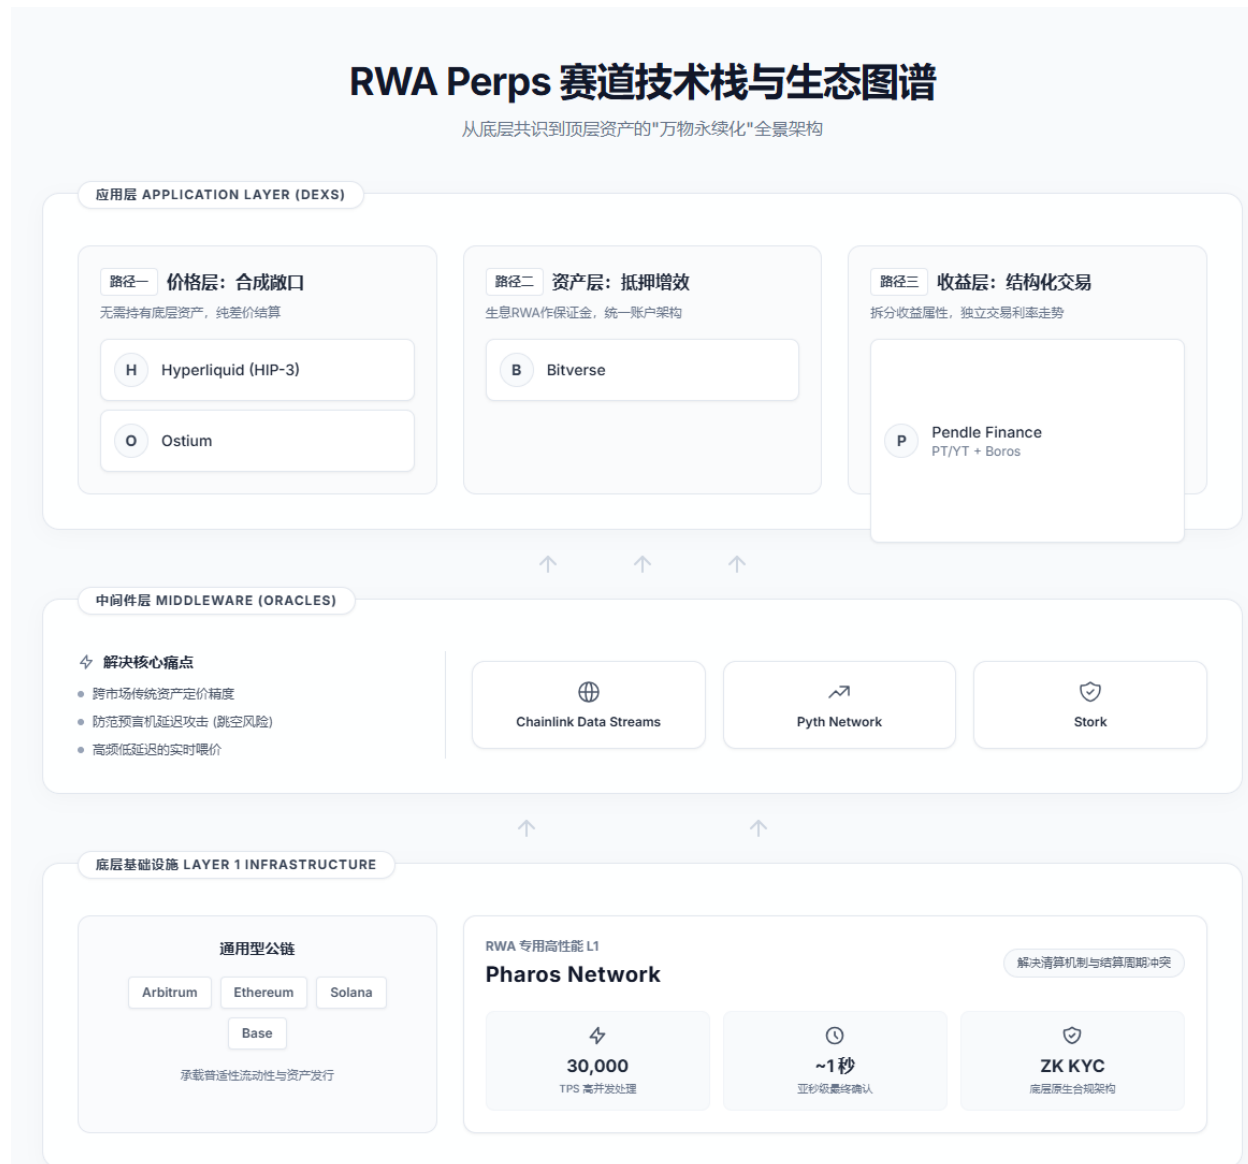 RWA Perps 赛道技术栈与生态图谱
从底层共识到顶层资产的"万物永续化"全景架构
应用层 APPLICATION LAYER (DEXS)
路径一 价格层：合成敞口
无需持有底层资产，纯差价结算
H Hyperliquid (HIP-3)
O Ostium
路径二 资产层：抵押增效
生息RWA作保证金，统一账户架构
B Bitverse
路径三 收益层：结构化交易
拆分收益属性，独立交易利率走势
P Pendle Finance
PT/YT + Boros
中间件层 MIDDLEWARE (ORACLES)
解决核心痛点
跨市场传统资产定价精度
防范预言机延迟攻击 (跳空风险)
高频低延迟的实时喂价
Chainlink Data Streams
Pyth Network
Stork
底层基础设施 LAYER 1 INFRASTRUCTURE
通用型公链
Arbitrum
Ethereum
Solana
Base
承载普适性流动性与资产发行
RWA 专用高性能 L1
Pharos Network
解决清算机制与结算周期冲突
30,000
TPS 高并发处理
~1 秒
亚秒级最终确认
ZK KYC
底层原生合规架构